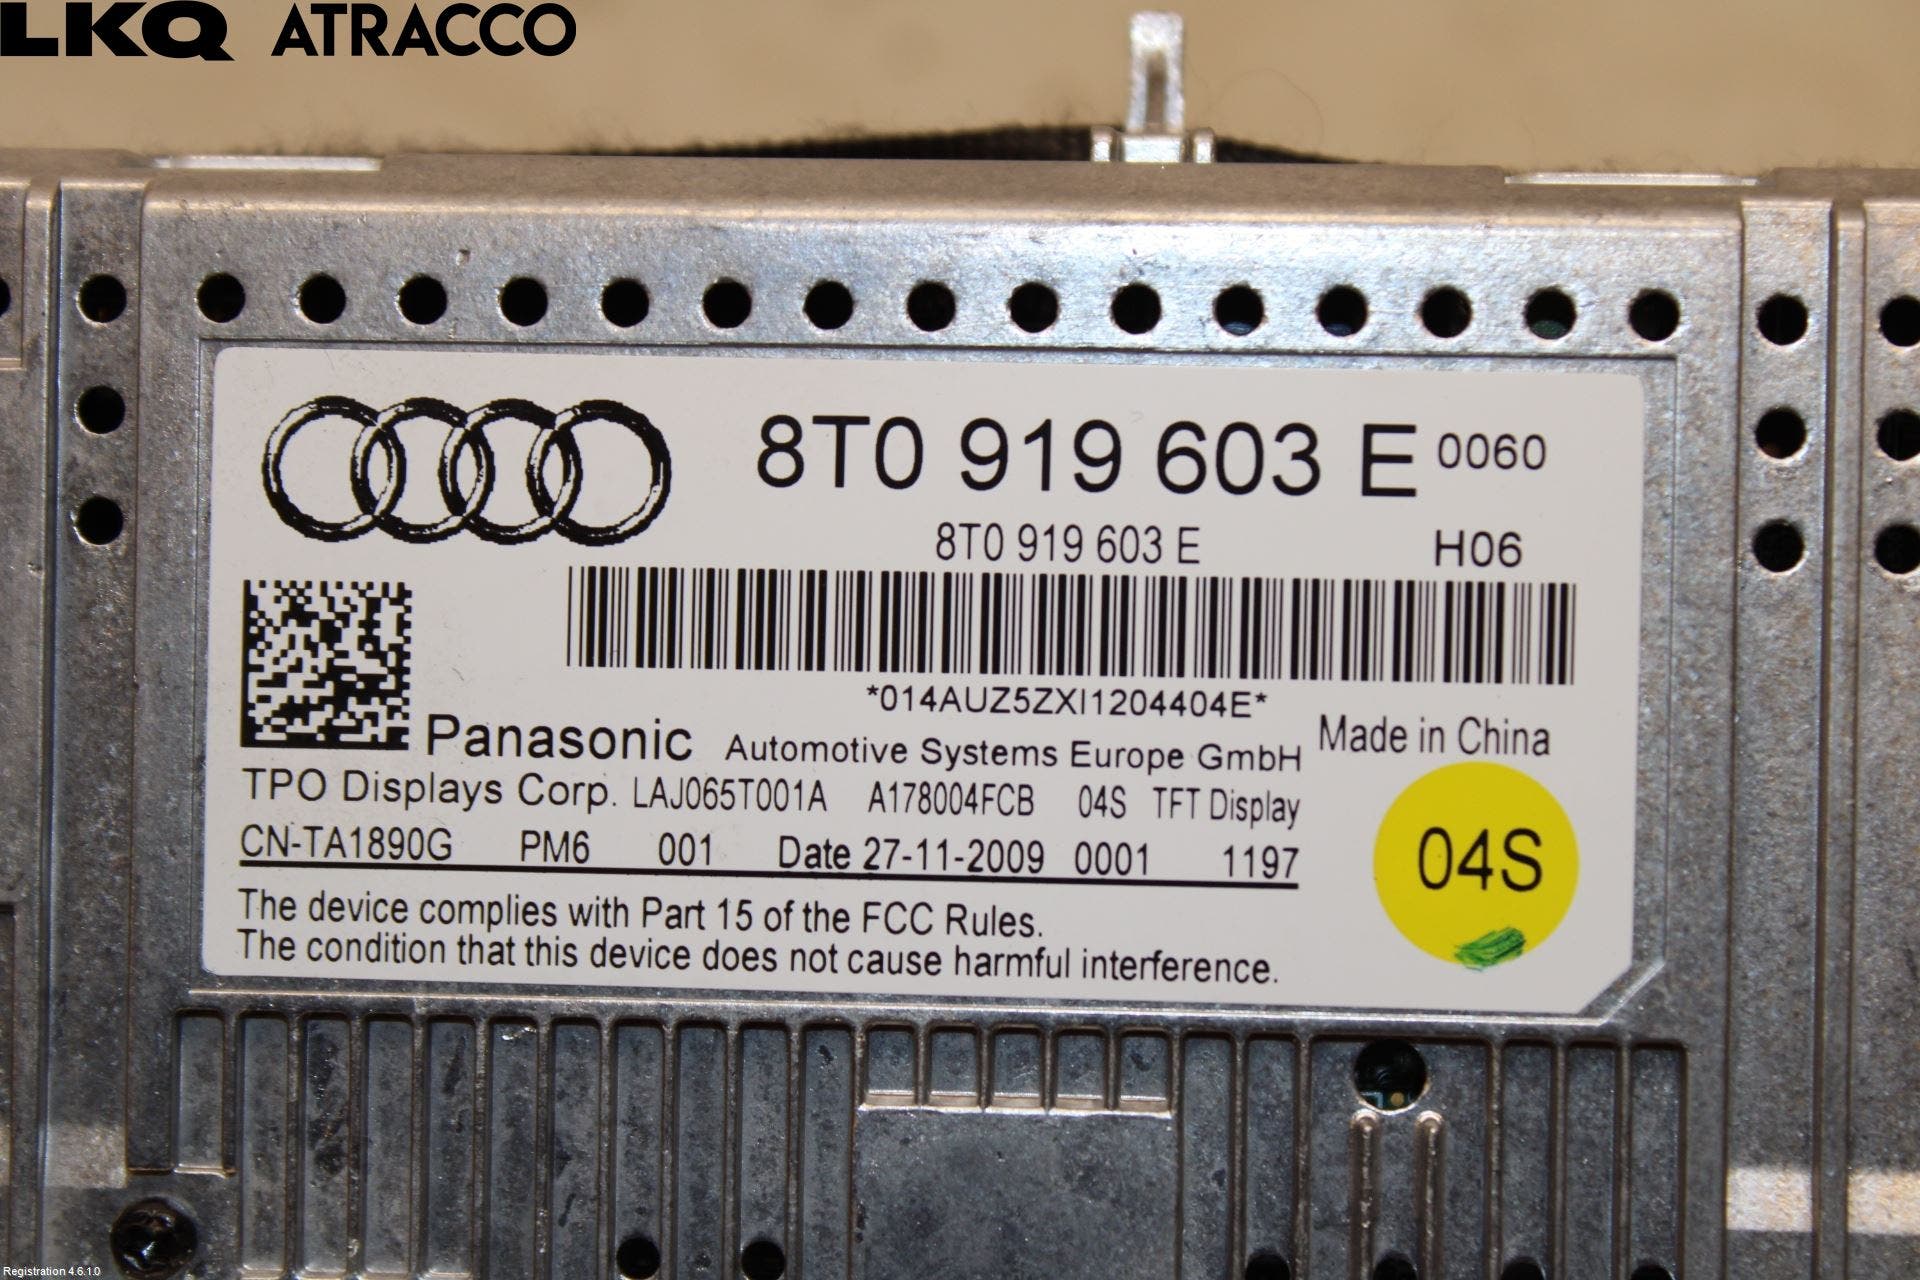 LKQ ATRACCO
8T0 919 603 E 0060
8T0 919 603 E H06
*014AUZ5ZXI1204404E*
Panasonic Automotive Systems Europe GmbH Made in China
TPO Displays Corp. LAJ065T001A A178004FCB 04S TFT Display
CN-TA1890G PM6 001 Date 27-11-2009 0001 1197
04S
The device complies with Part 15 of the FCC Rules.
The condition that this device does not cause harmful interference.
Registration 4.6.1.0